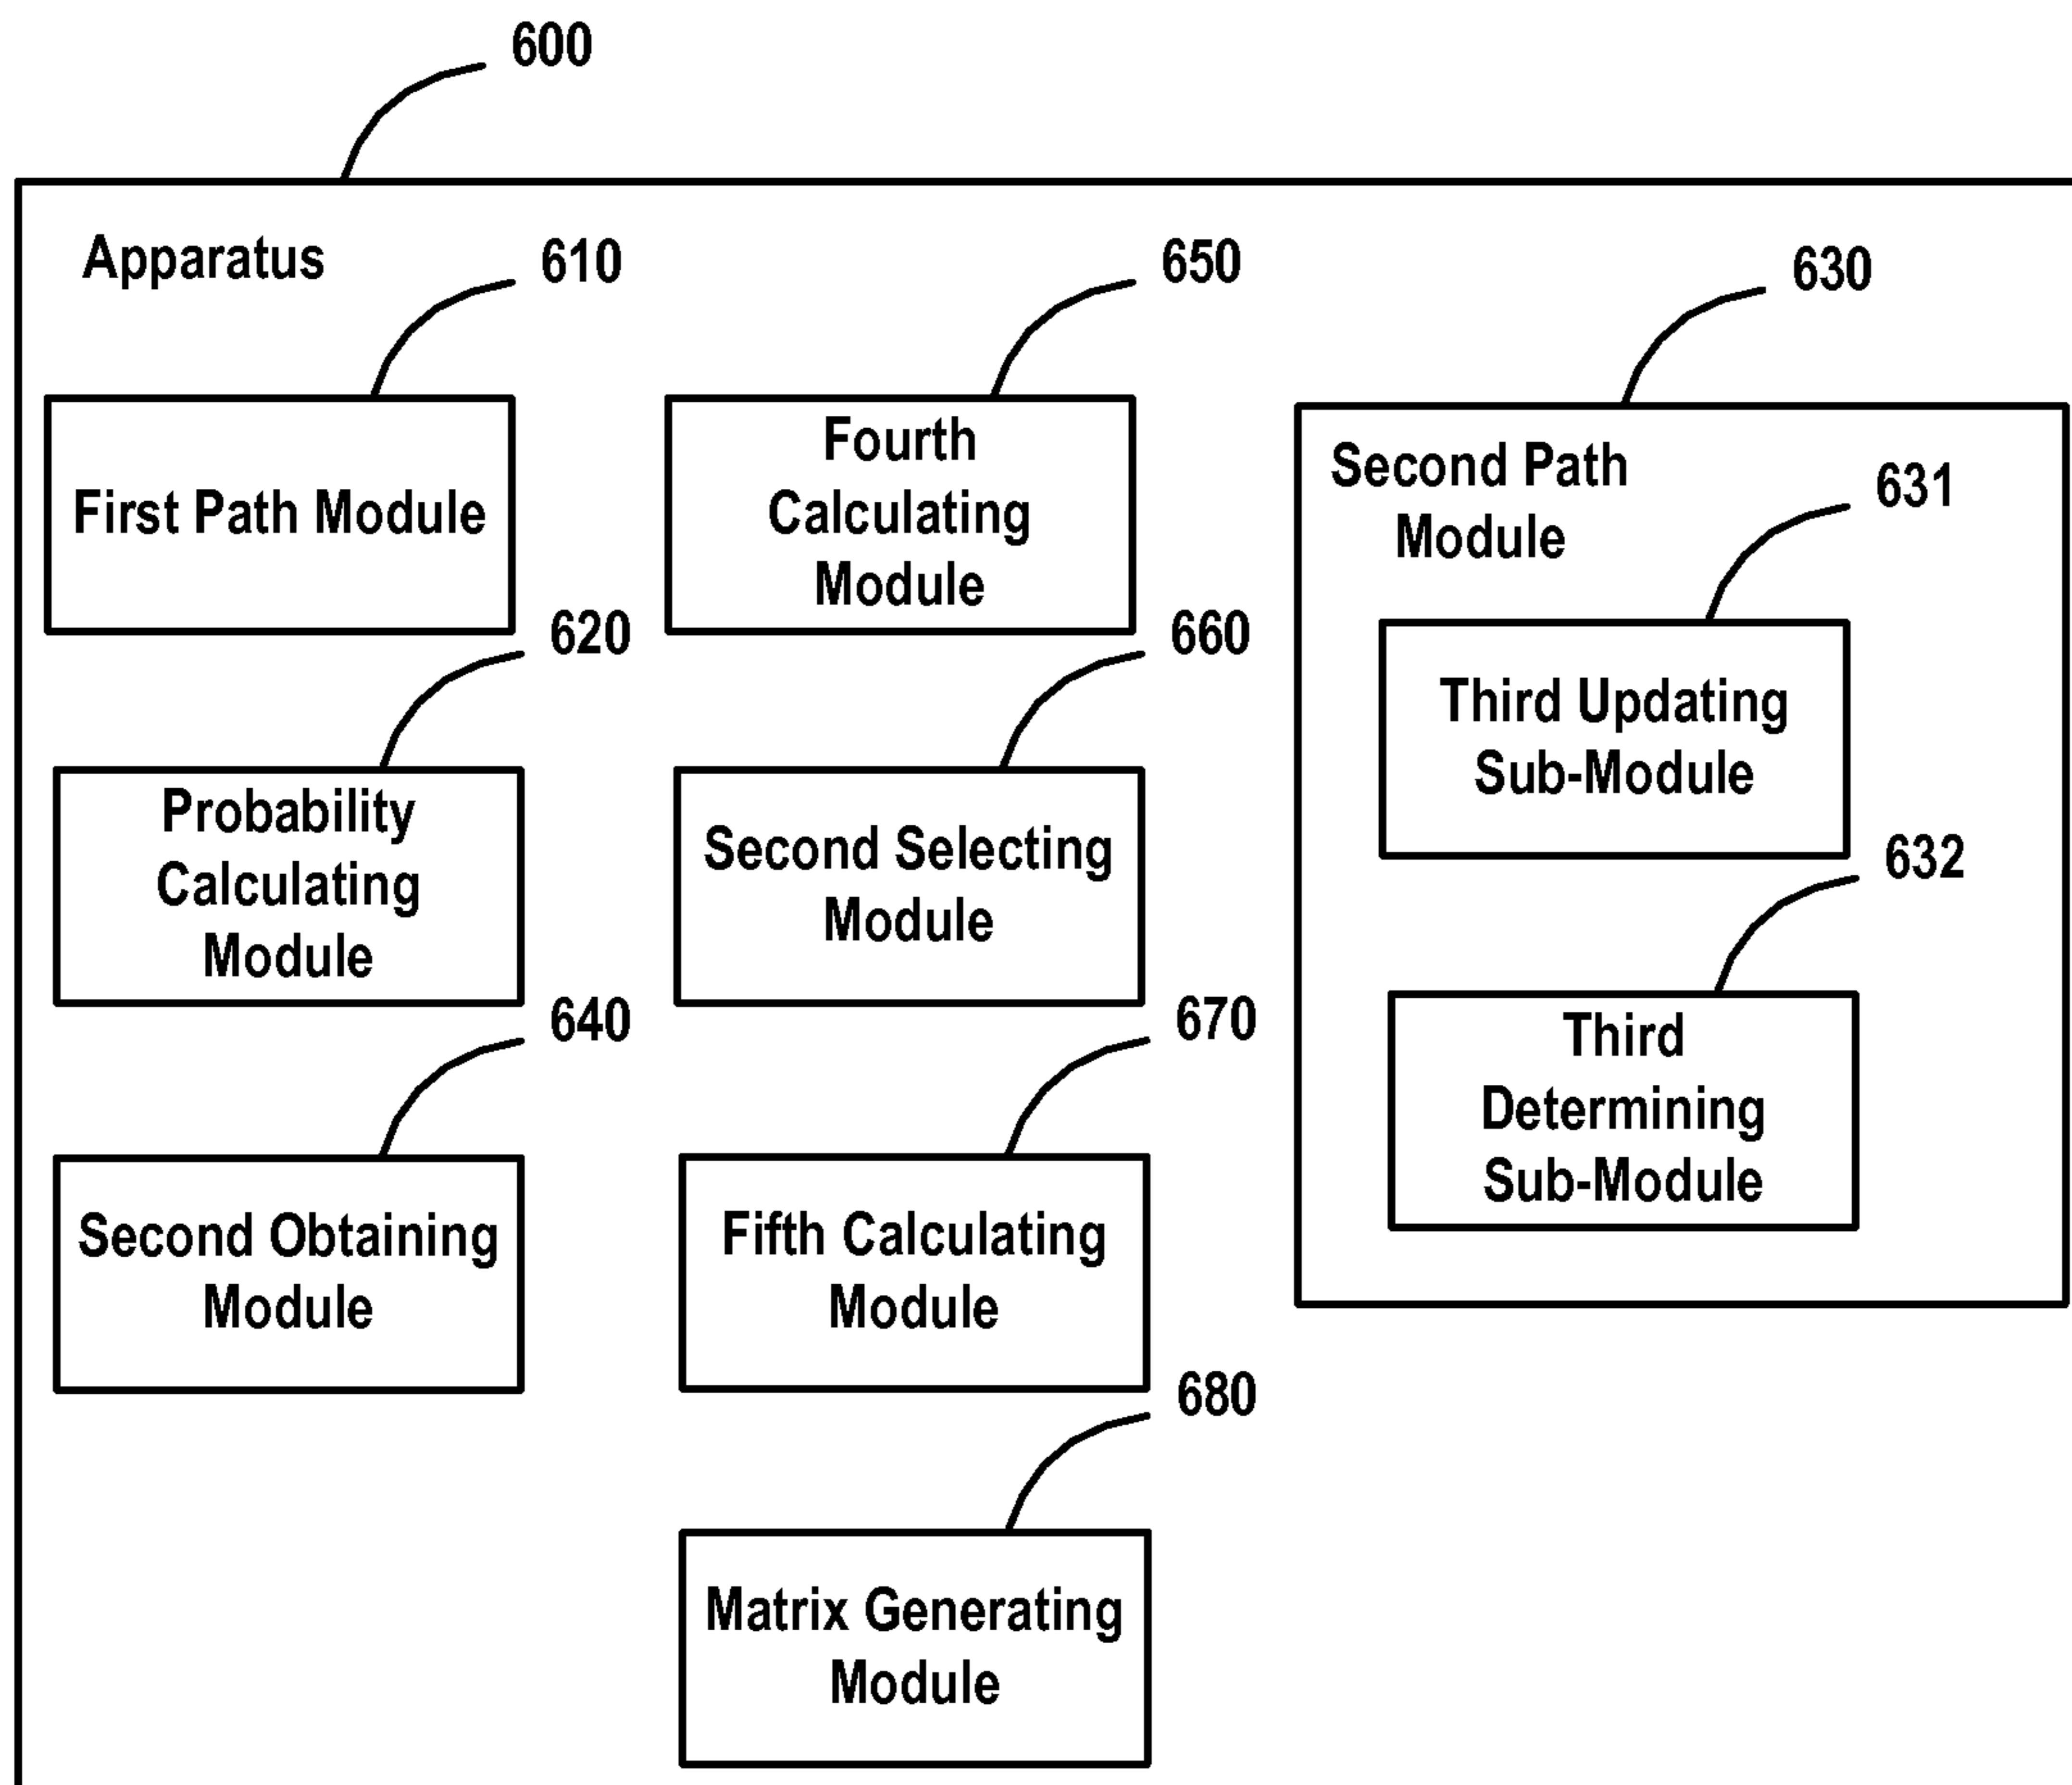 600
Apparatus
610
First Path Module
620
Probability
Calculating
Module
640
Second Obtaining
Module
650
Fourth
Calculating
Module
660
Second Selecting
Module
670
Fifth Calculating
Module
680
Matrix Generating
Module
630
Second Path
Module
631
Third Updating
Sub-Module
632
Third
Determining
Sub-Module